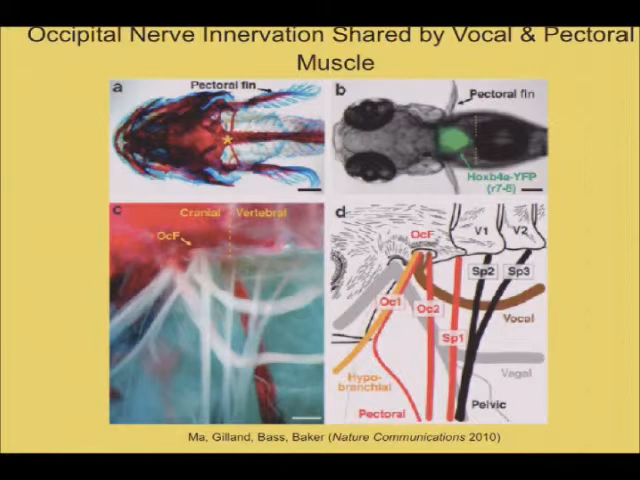 Occipital Nerve Innervation Shared by Vocal & Pectoral
Muscle
a
Pectoral fin
b
Pectoral fin
Hoxb4a-YFP
(r7-8)
c
Cranial
Vertebral
OcF
d
OcF
V1
V2
Sp2
Sp3
Oc1
Oc2
Sp1
Vocal
Vagal
Hypo-
branchial
Pectoral
Pelvic
Ma, Gilland, Bass, Baker (Nature Communications 2010)